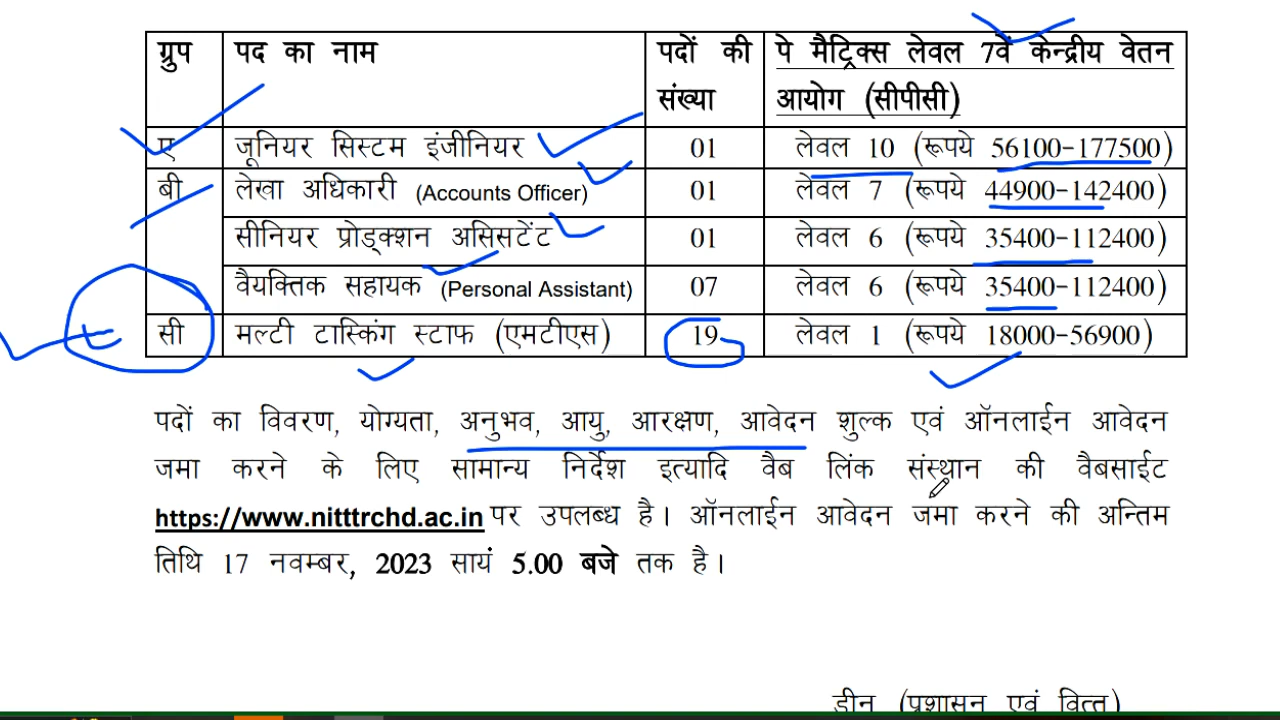 ग्रुप पद का नाम पदों की संख्या पे मैट्रिक्स लेवल 7वें केन्द्रीय वेतन आयोग (सीपीसी)
ए जूनियर सिस्टम इंजीनियर 01 लेवल 10 (रूपये 56100-177500)
बी लेखा अधिकारी (Accounts Officer) 01 लेवल 7 (रूपये 44900-142400)
सीनियर प्रोड्क्शन असिसटेंट 01 लेवल 6 (रूपये 35400-112400)
वैयक्तिक सहायक (Personal Assistant) 07 लेवल 6 (रूपये 35400-112400)
सी मल्टी टास्किंग स्टाफ (एमटीएस) 19 लेवल 1 (रूपये 18000-56900)
पदों का विवरण, योग्यता, अनुभव, आयु, आरक्षण, आवेदन शुल्क एवं ऑनलाईन आवेदन
जमा करने के लिए सामान्य निर्देश इत्यादि वैब लिंक संस्थान की वैबसाईट
https://www.nitttrchd.ac.in पर उपलब्ध है। ऑनलाईन आवेदन जमा करने की अन्तिम
तिथि 17 नवम्बर, 2023 सायं 5.00 बजे तक है।
डीन (प्रशासन एवं वित्त)